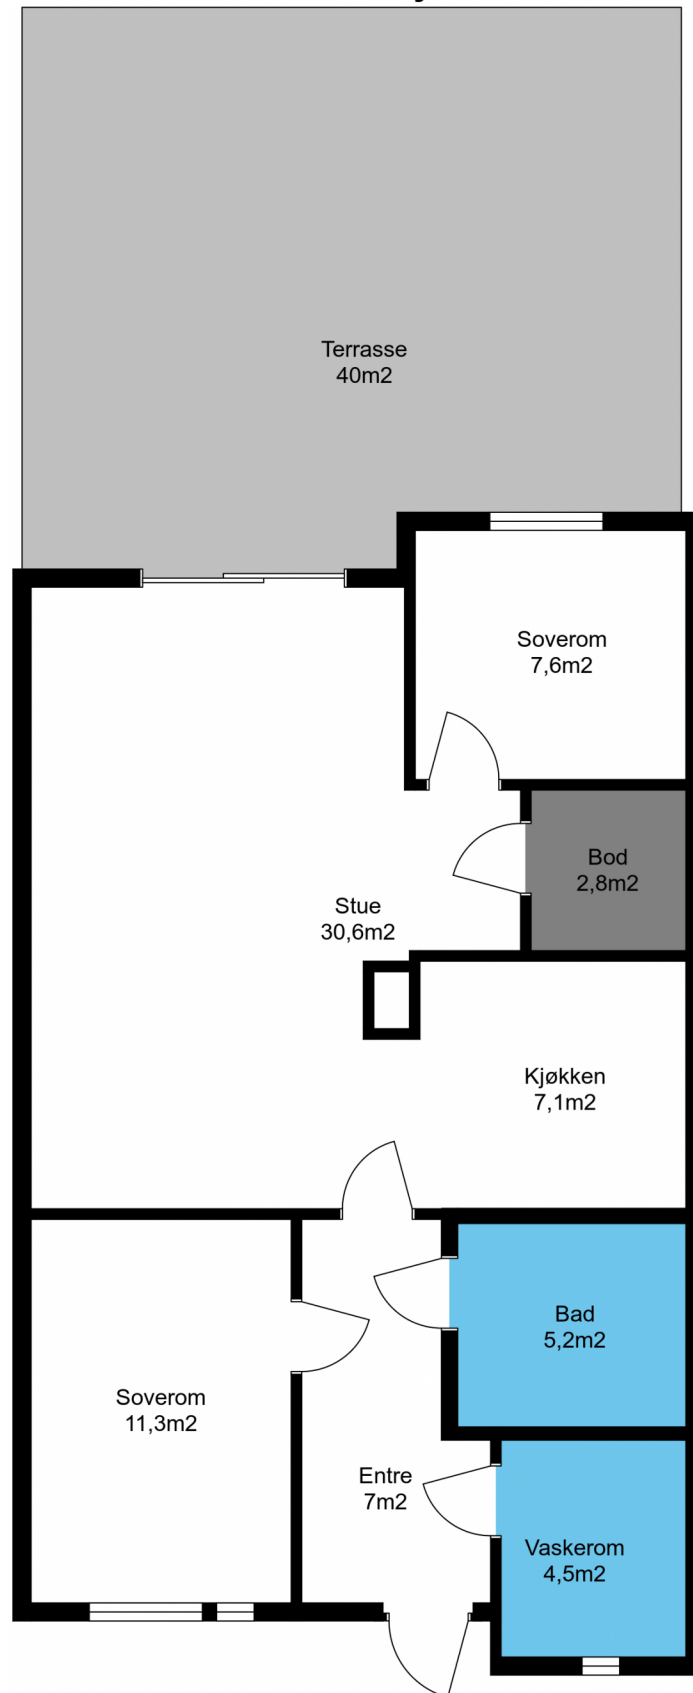 Terrasse
40m2
Soverom
7,6m2
Bod
2,8m2
Stue
30,6m2
Kjøkken
7,1m2
Bad
5,2m2
Soverom
11,3m2
Entre
7m2
Vaskerom
4,5m2